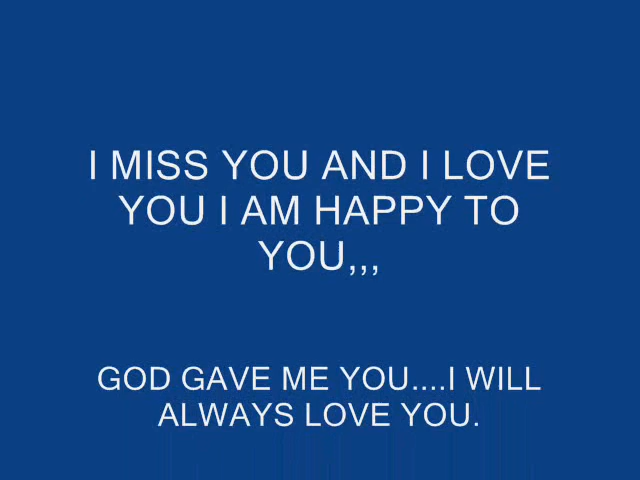 I MISS YOU AND I LOVE
YOU I AM HAPPY TO
YOU,,,
GOD GAVE ME YOU....I WILL
ALWAYS LOVE YOU.